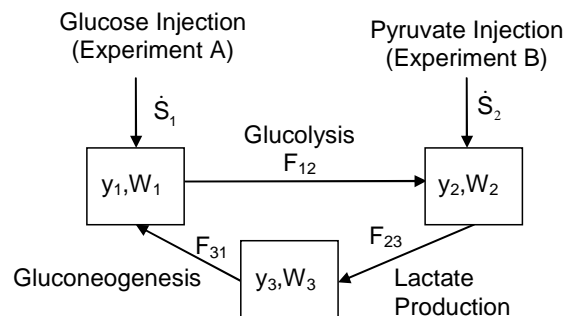 Glucose Injection
(Experiment A)
Pyruvate Injection
(Experiment B)
Ṡ₁
Ṡ₂
Glucolysis
F₁₂
y₁,W₁
y₂,W₂
F₃₁
F₂₃
Gluconeogenesis
y₃,W₃
Lactate
Production